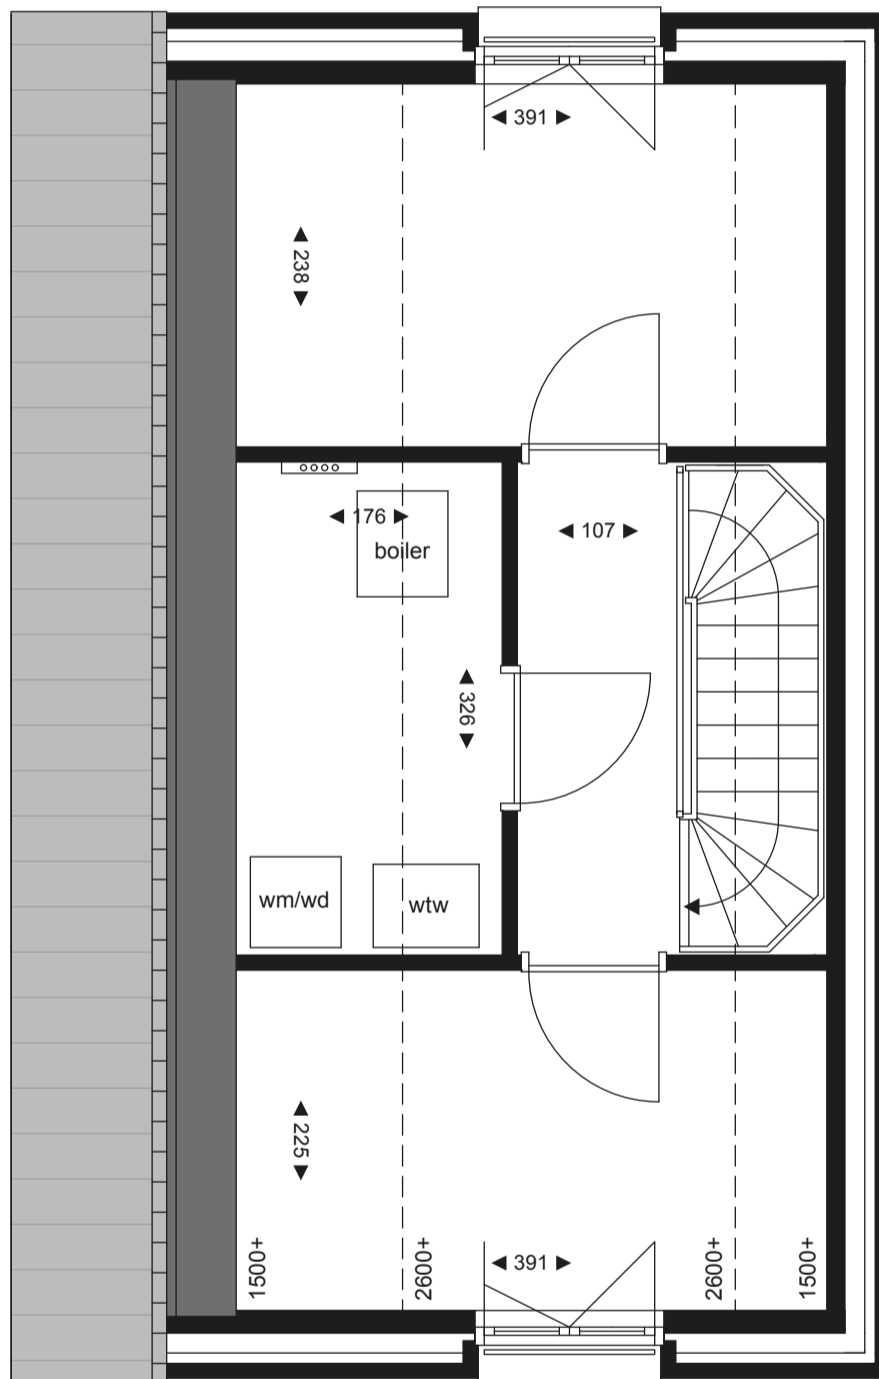 ◄ 391 ►
◄ 238 ►
◄ 176 ►
boiler
◄ 107 ►
◄ 326 ►
wm/wd
wtw
◄ 225 ►
◄ 391 ►
1500+
2600+
2600+
1500+